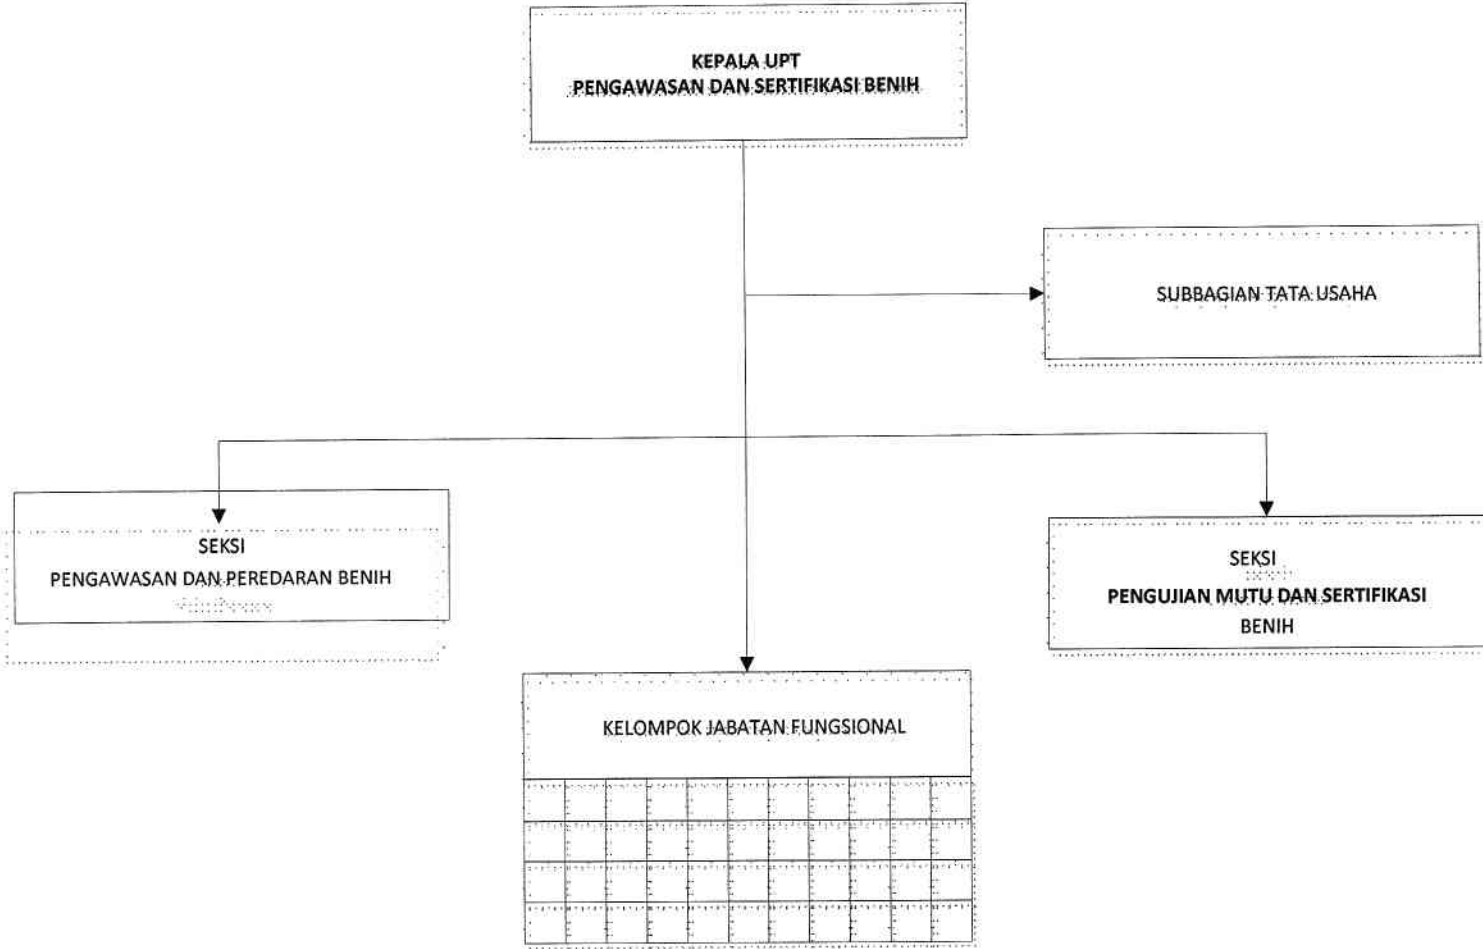 KEPALA UPT
PENGAWASAN DAN SERTIFIKASI BENIH
SUBBAGIAN TATA USAHA
SEKSI
PENGAWASAN DAN PEREDARAN BENIH
SEKSI
PENGUJIAN MUTU DAN SERTIFIKASI
BENIH
KELOMPOK JABATAN FUNGSIONAL